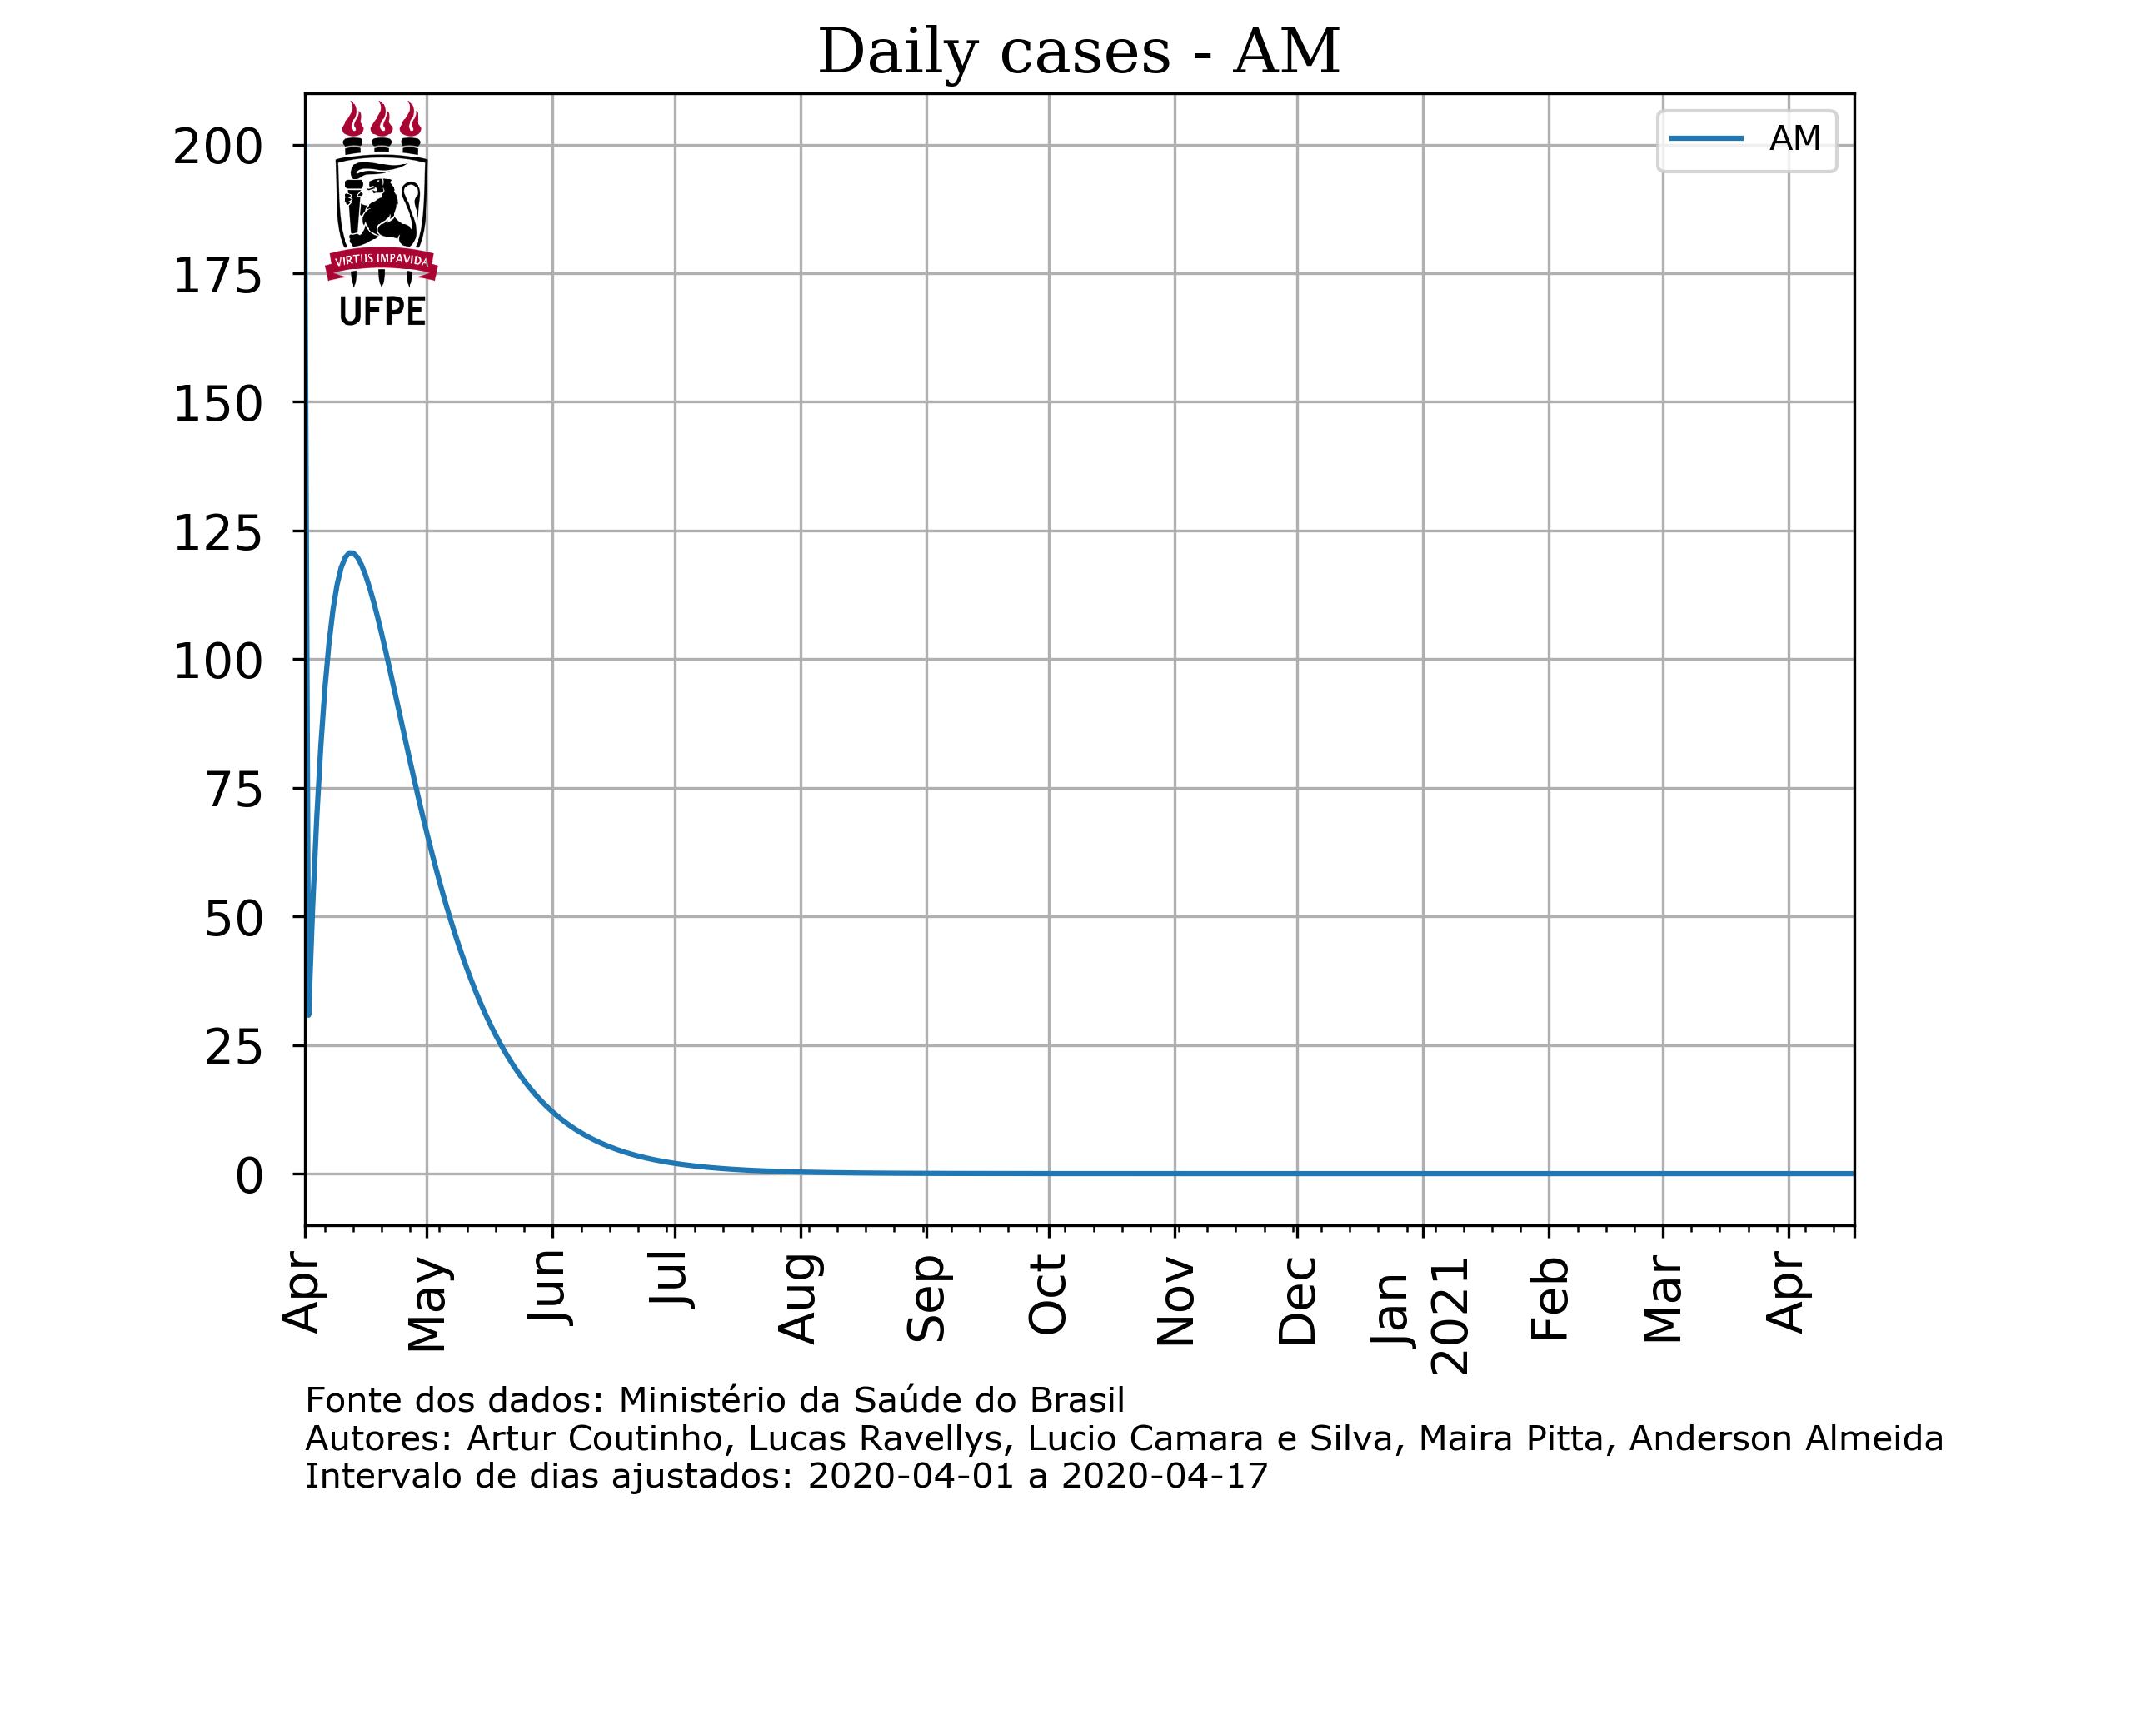 Daily cases - AM
AM
200
175
150
125
100
75
50
25
0
VIRTUS IMPAVIDA
UFPE
Apr
May
Jun
Jul
Aug
Sep
Oct
Nov
Dec
Jan
2021
Feb
Mar
Apr
Fonte dos dados: Ministério da Saúde do Brasil
Autores: Artur Coutinho, Lucas Ravellys, Lucio Camara e Silva, Maira Pitta, Anderson Almeida
Intervalo de dias ajustados: 2020-04-01 a 2020-04-17